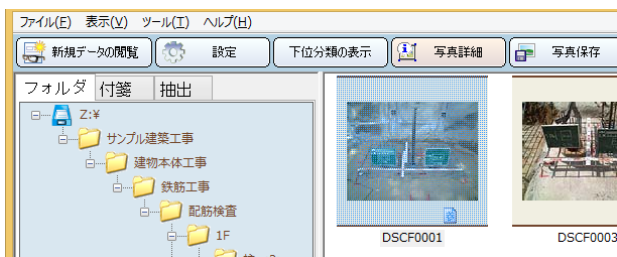 ファイル(F) 表示(V) ツール(T) ヘルプ(H)
新規データの閲覧 設定 下位分類の表示 写真詳細 写真保存
フォルダ 付箋 抽出
Z:¥
サンプル建築工事
建物本体工事
鉄筋工事
配筋検査
1F
DSCF0001 DSCF0003